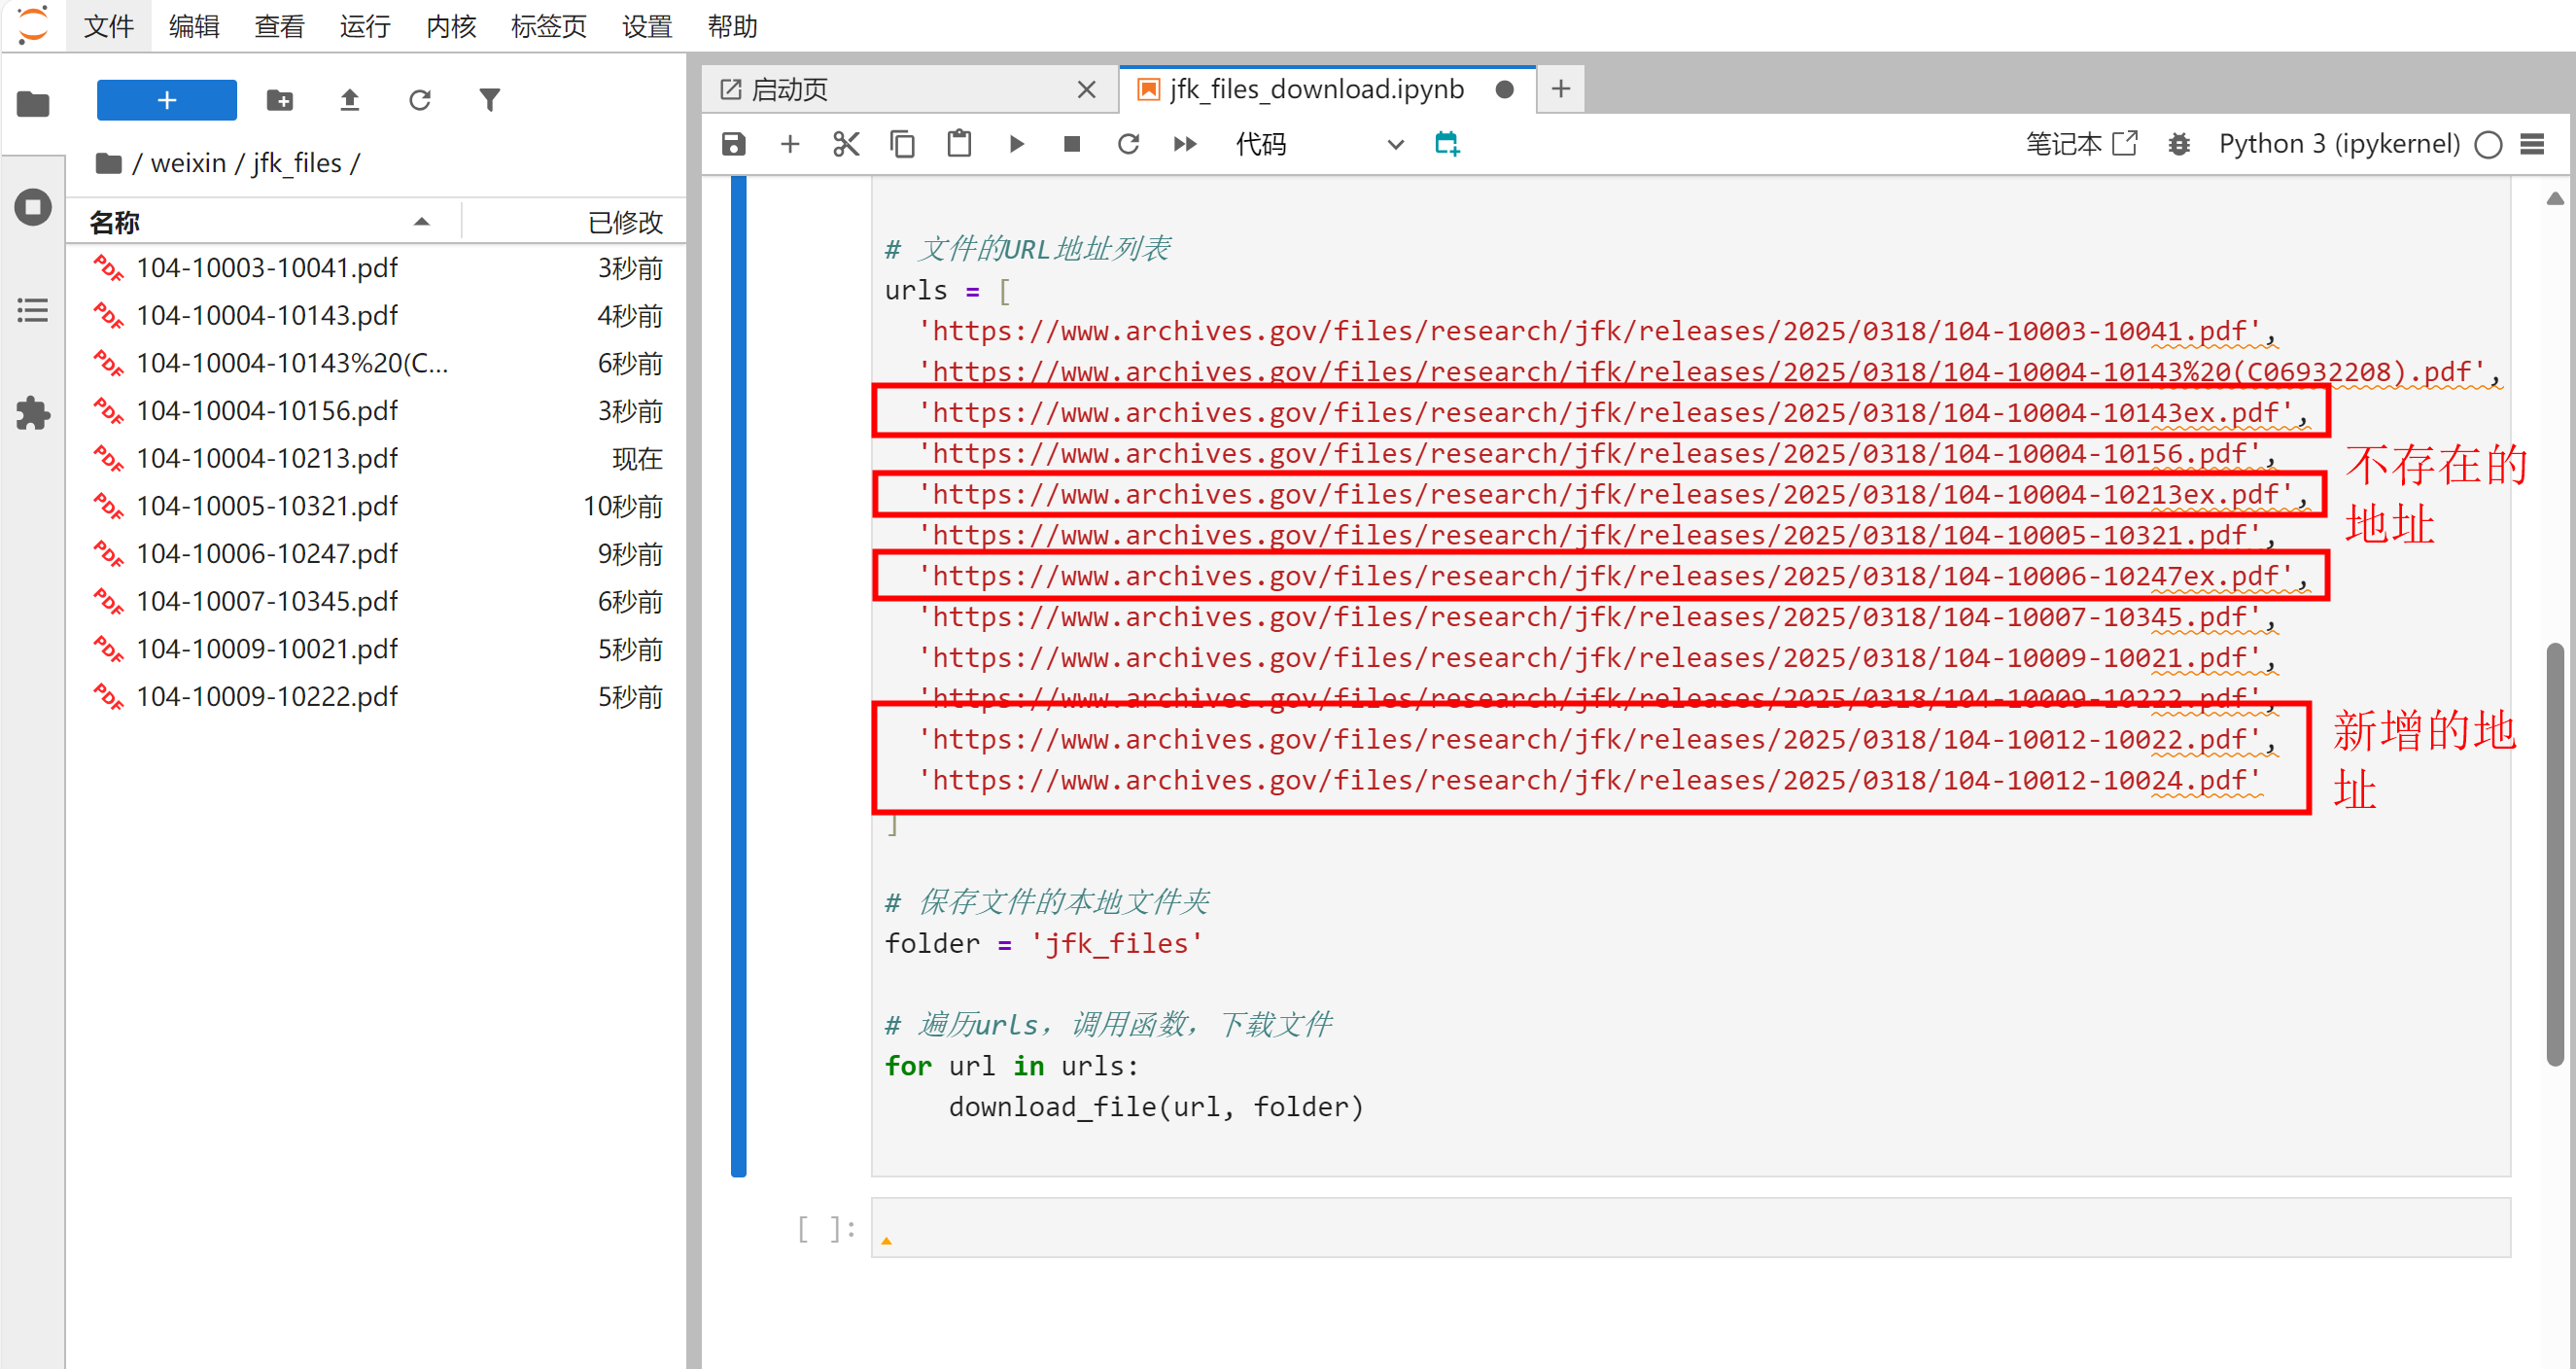 文件 编辑 查看 运行 内核 标签页 设置 帮助
+
/ weixin / jfk_files /
名称 已修改
PDF 104-10003-10041.pdf 3秒前
PDF 104-10004-10143.pdf 4秒前
PDF 104-10004-10143%20(C... 6秒前
PDF 104-10004-10156.pdf 3秒前
PDF 104-10004-10213.pdf 现在
PDF 104-10005-10321.pdf 10秒前
PDF 104-10006-10247.pdf 9秒前
PDF 104-10007-10345.pdf 6秒前
PDF 104-10009-10021.pdf 5秒前
PDF 104-10009-10222.pdf 5秒前
启动页 jfk_files_download.ipynb
代码 笔记本 Python 3 (ipykernel)
# 文件的URL地址列表
urls = [
'https://www.archives.gov/files/research/jfk/releases/2025/0318/104-10003-10041.pdf',
'https://www.archives.gov/files/research/jfk/releases/2025/0318/104-10004-10143%20(C06932208).pdf',
'https://www.archives.gov/files/research/jfk/releases/2025/0318/104-10004-10143ex.pdf',
'https://www.archives.gov/files/research/jfk/releases/2025/0318/104-10004-10156.pdf',
'https://www.archives.gov/files/research/jfk/releases/2025/0318/104-10004-10213ex.pdf',
'https://www.archives.gov/files/research/jfk/releases/2025/0318/104-10005-10321.pdf',
'https://www.archives.gov/files/research/jfk/releases/2025/0318/104-10006-10247ex.pdf',
'https://www.archives.gov/files/research/jfk/releases/2025/0318/104-10007-10345.pdf',
'https://www.archives.gov/files/research/jfk/releases/2025/0318/104-10009-10021.pdf',
'https://www.archives.gov/files/research/jfk/releases/2025/0318/104-10009-10222.pdf',
'https://www.archives.gov/files/research/jfk/releases/2025/0318/104-10012-10022.pdf',
'https://www.archives.gov/files/research/jfk/releases/2025/0318/104-10012-10024.pdf'
]
不存在的
地址
新增的地
址
# 保存文件的本地文件夹
folder = 'jfk_files'
# 遍历urls，调用函数，下载文件
for url in urls:
download_file(url, folder)
[ ]: